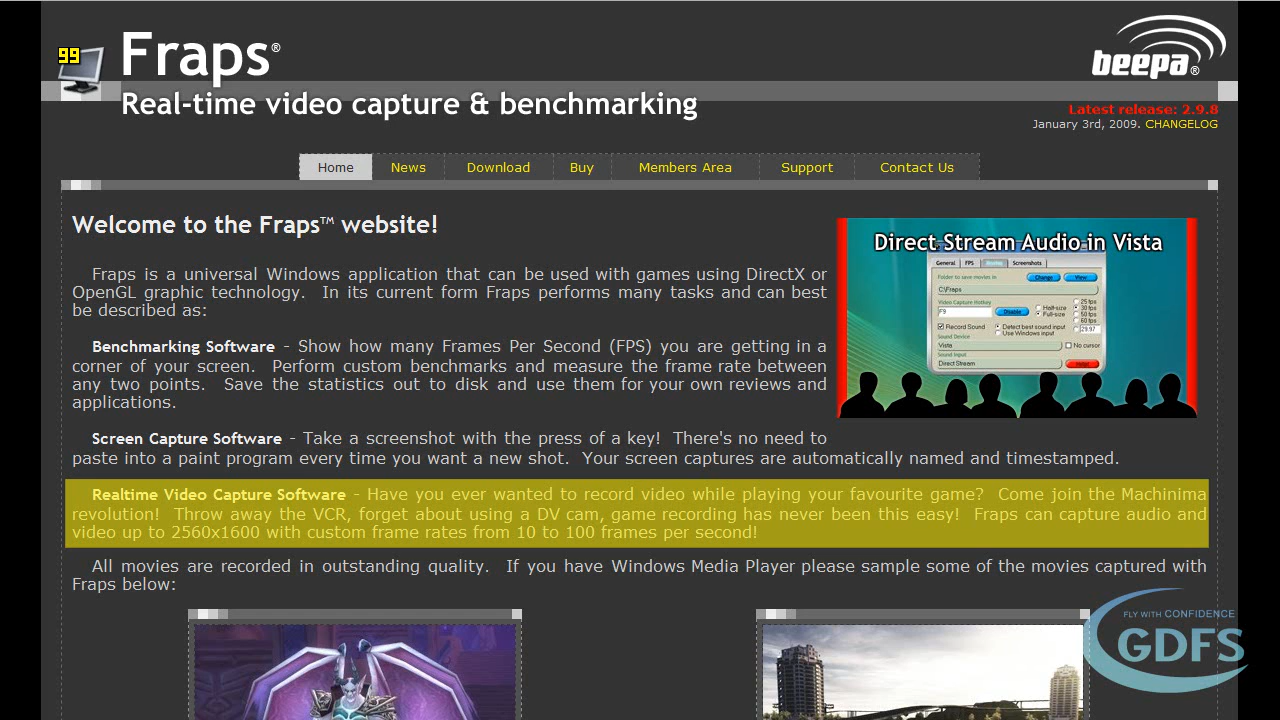 99
Fraps®
Real-time video capture & benchmarking
beepa®
Latest release: 2.9.8
January 3rd, 2009. CHANGELOG
Home News Download Buy Members Area Support Contact Us
Welcome to the Fraps™ website!
Fraps is a universal Windows application that can be used with games using DirectX or
OpenGL graphic technology. In its current form Fraps performs many tasks and can best
be described as:
Benchmarking Software - Show how many Frames Per Second (FPS) you are getting in a
corner of your screen. Perform custom benchmarks and measure the frame rate between
any two points. Save the statistics out to disk and use them for your own reviews and
applications.
Direct Stream Audio in Vista
General FPS Movies Screenshots
Folder to save movies in
Change View
C:\Fraps
Video Capture Hotkey
F9
Disable
Half-size
Full-size
25 fps
30 fps
50 fps
60 fps
29.97
Record Sound
Detect best sound input
Use Windows input
Sound Device
Vista
No cursor
Sound Input
Direct Stream
Help!
Screen Capture Software - Take a screenshot with the press of a key! There's no need to
paste into a paint program every time you want a new shot. Your screen captures are automatically named and timestamped.
Realtime Video Capture Software - Have you ever wanted to record video while playing your favourite game? Come join the Machinima
revolution! Throw away the VCR, forget about using a DV cam, game recording has never been this easy! Fraps can capture audio and
video up to 2560x1600 with custom frame rates from 10 to 100 frames per second!
All movies are recorded in outstanding quality. If you have Windows Media Player please sample some of the movies captured with
Fraps below:
FLY WITH CONFIDENCE
GDFS